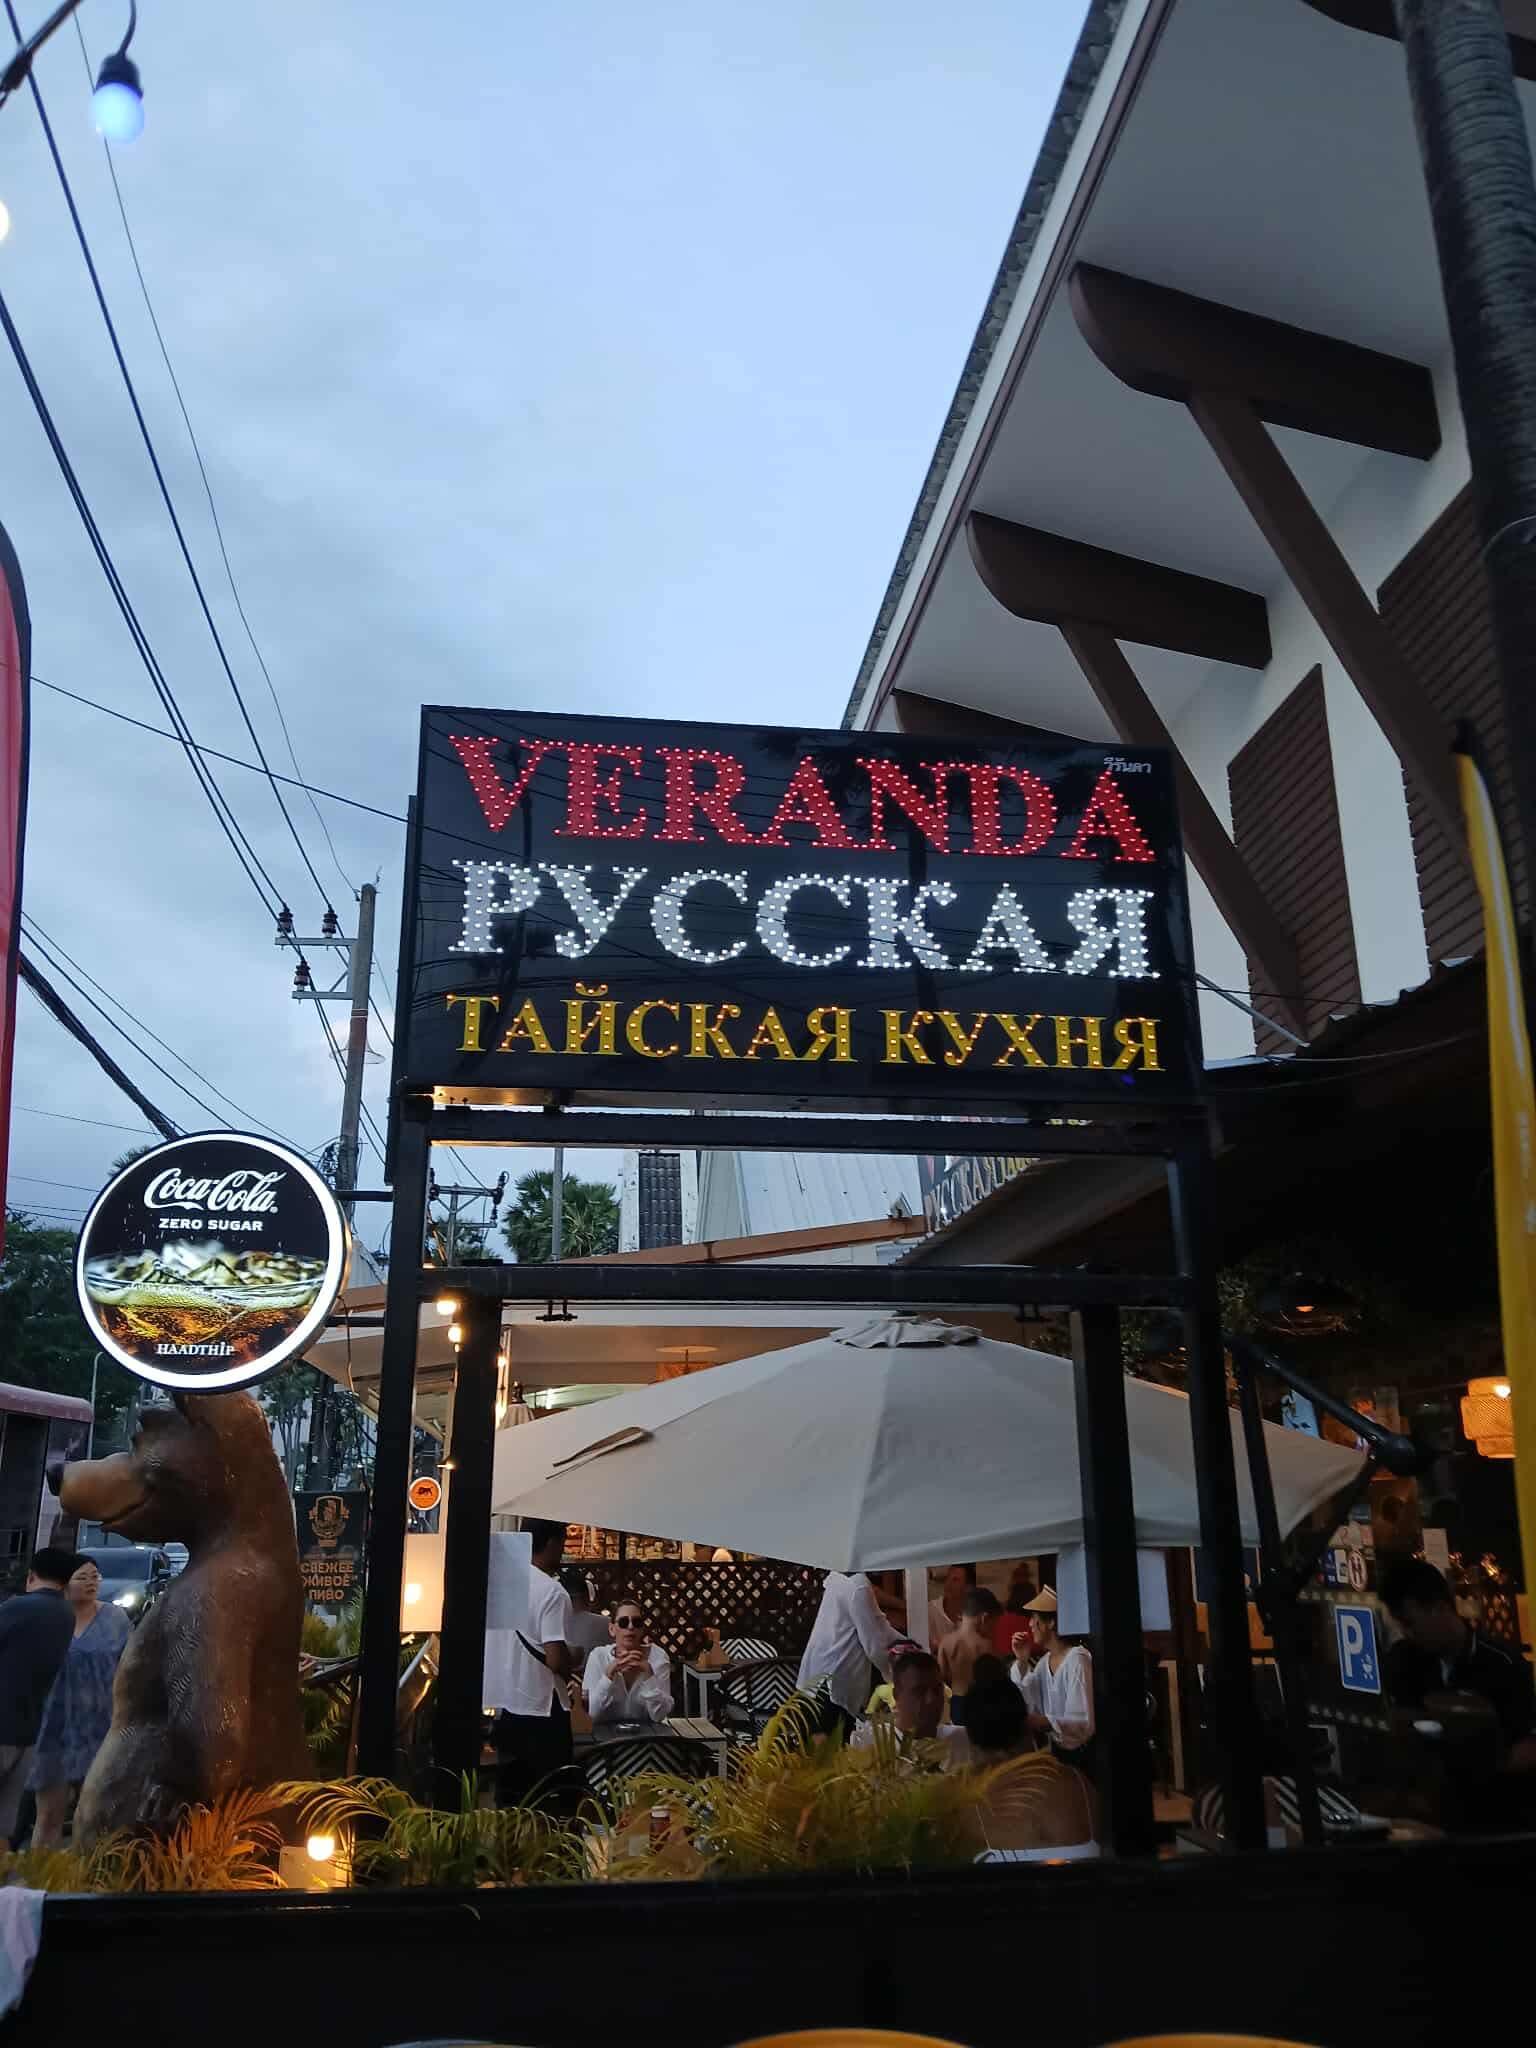 VERANDA
วีรันดา
РУССКАЯ
ТАЙСКАЯ КУХНЯ
Coca-Cola
ZERO SUGAR
HAADTHIP
СВЕЖЕЕ
ЖИВОЕ
ПИВО
P